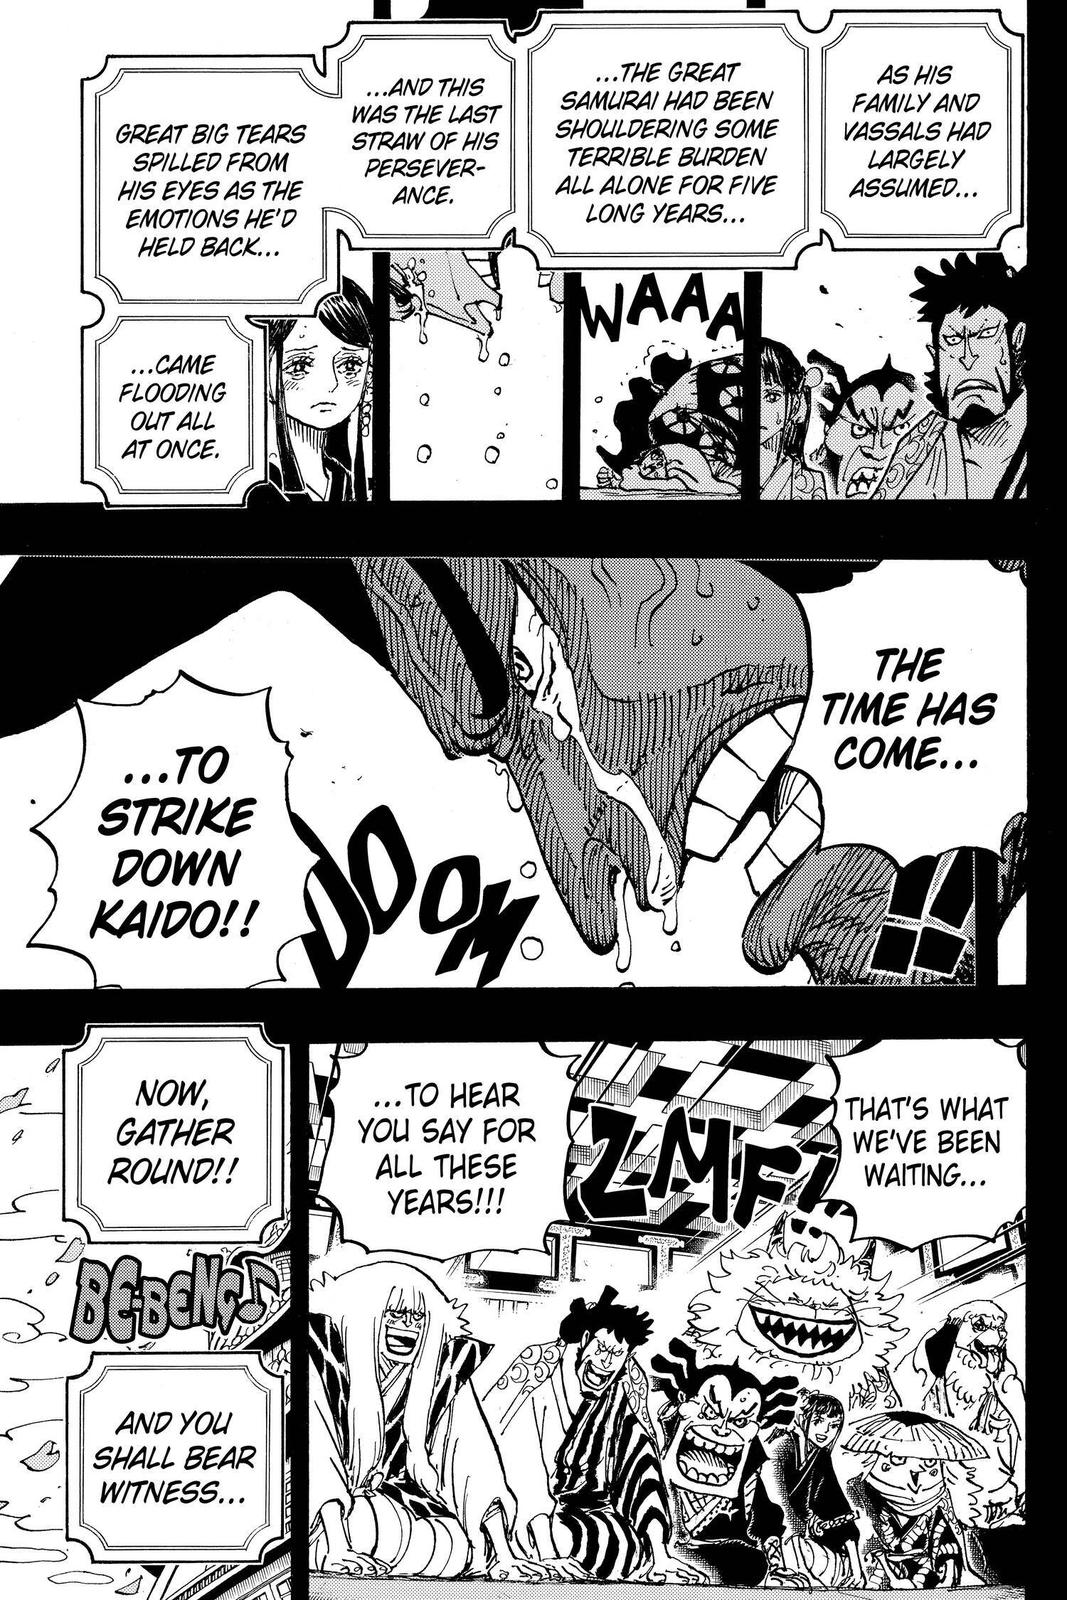 AS HIS
FAMILY AND
VASSALS HAD
LARGELY
ASSUMED...
...THE GREAT
SAMURAI HAD BEEN
SHOULDERING SOME
TERRIBLE BURDEN
ALL ALONE FOR FIVE
LONG YEARS...
...AND THIS
WAS THE LAST
STRAW OF HIS
PERSEVER-
ANCE.
GREAT BIG TEARS
SPILLED FROM
HIS EYES AS THE
EMOTIONS HE'D
HELD BACK...
...CAME
FLOODING
OUT ALL
AT ONCE.
WAAA
THE
TIME HAS
COME...
!!
...TO
STRIKE
DOWN
KAIDO!!
DOOM
THAT'S WHAT
WE'VE BEEN
WAITING...
ZMF!
...TO HEAR
YOU SAY FOR
ALL THESE
YEARS!!!
NOW,
GATHER
ROUND!!
BE-BENG♪
AND YOU
SHALL BEAR
WITNESS...